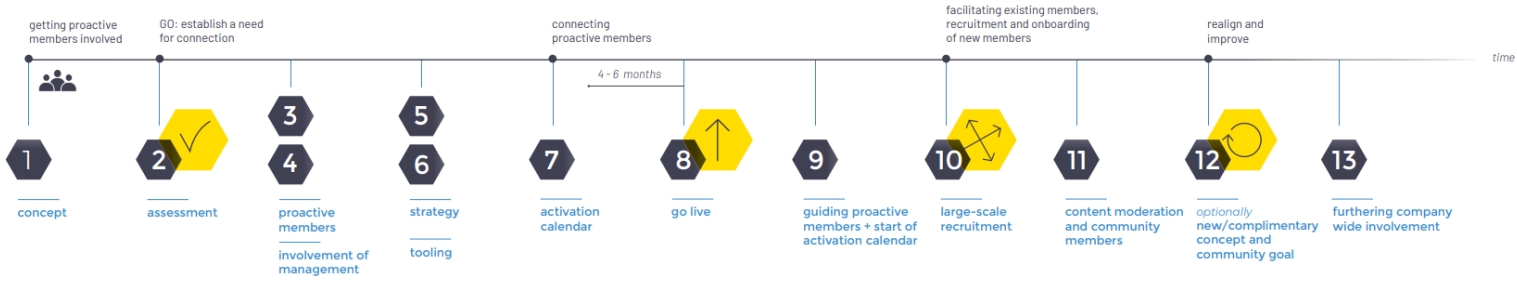 getting proactive
members involved
GO: establish a need
for connection
connecting
proactive members
facilitating existing members,
recruitment and onboarding
of new members
realign and
improve
time
4 - 6 months
1
2
3
4
5
6
7
8
9
10
11
12
13
concept
assessment
proactive
members
involvement of
management
strategy
tooling
activation
calendar
go live
guiding proactive
members + start of
activation calendar
large-scale
recruitment
content moderation
and community
members
optionally
new/complimentary
concept and
community goal
furthering company
wide involvement